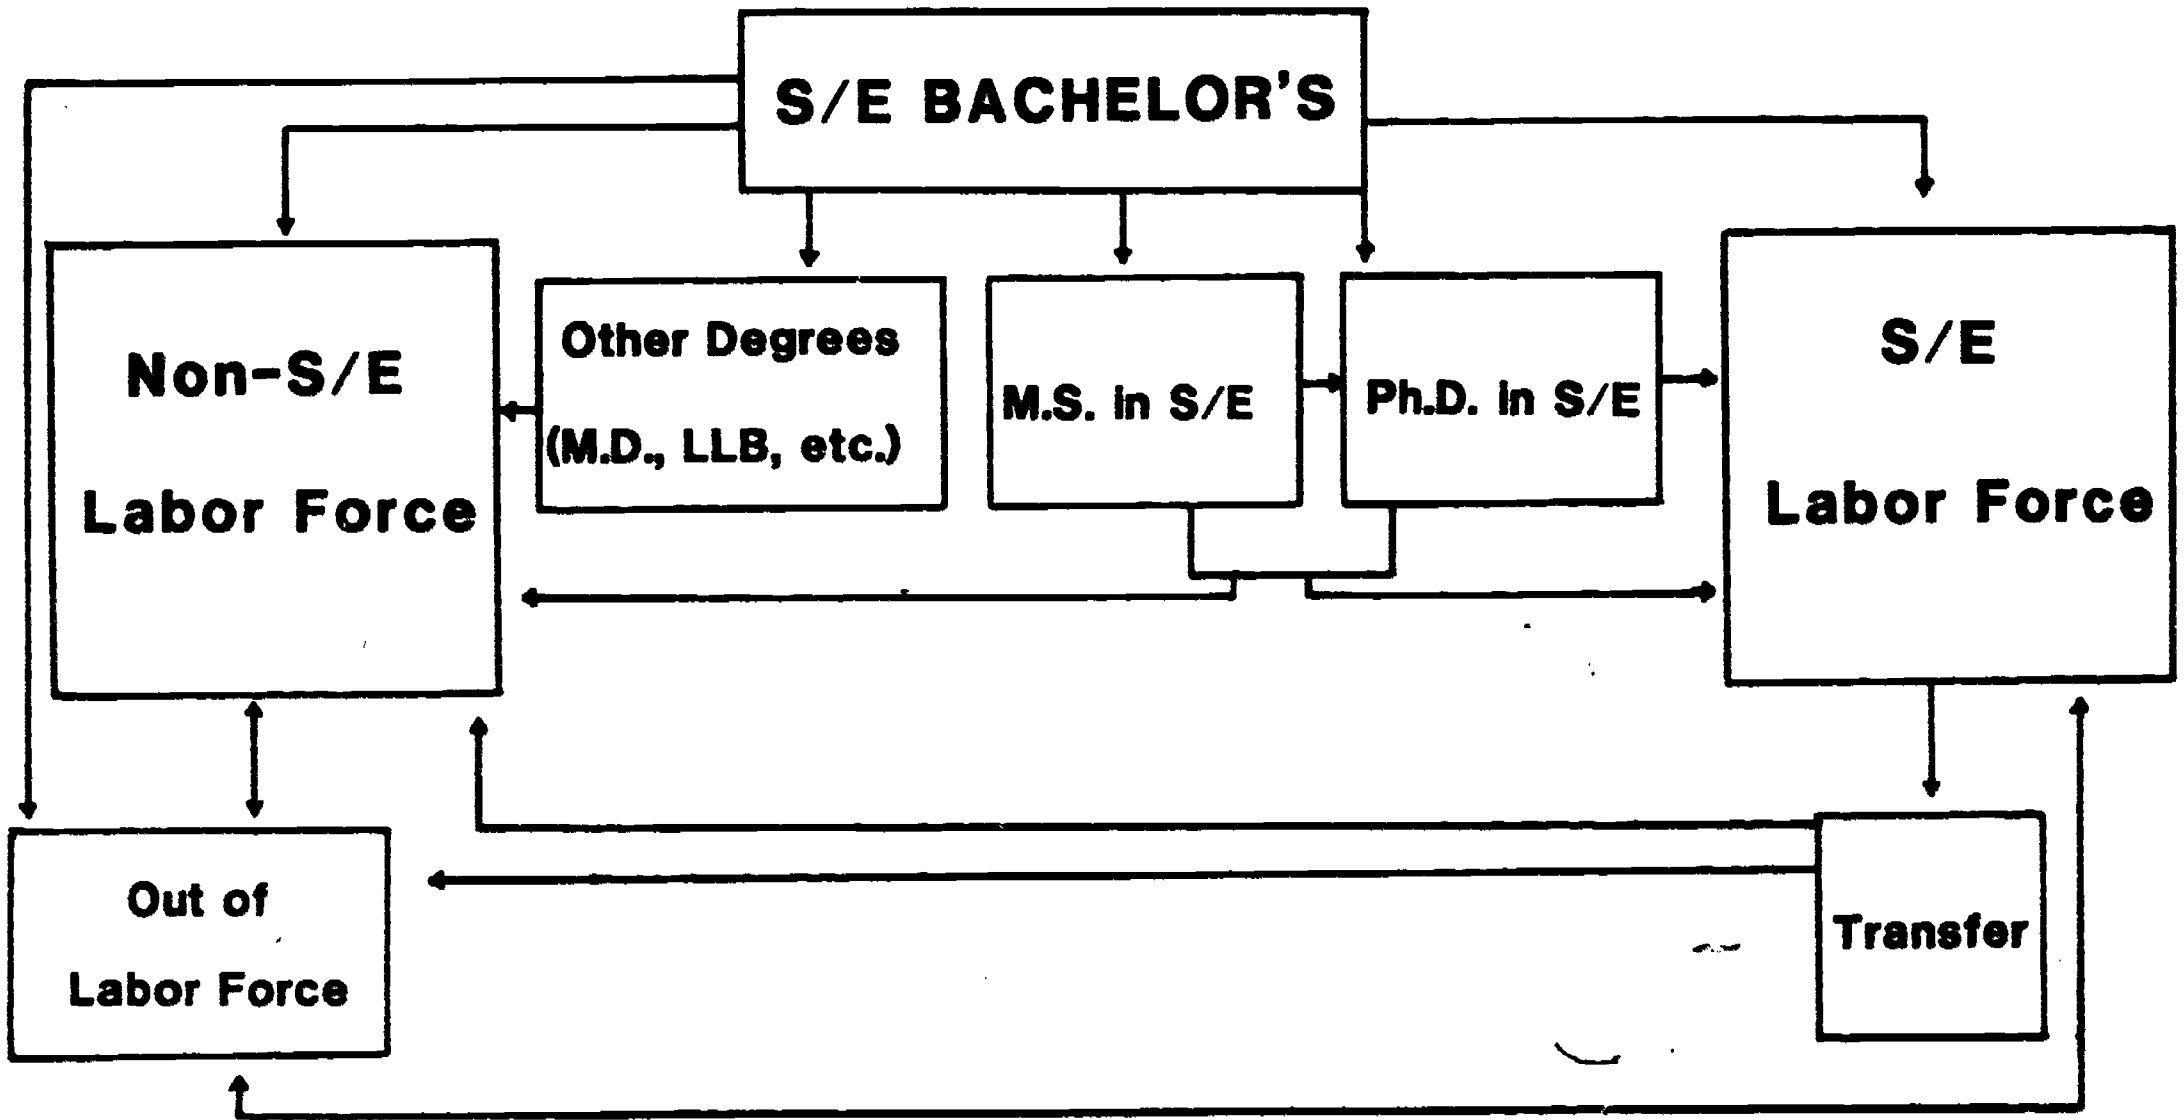 S/E BACHELOR'S
Non-S/E
Labor Force
Other Degrees
(M.D., LLB, etc.)
M.S. in S/E
Ph.D. in S/E
S/E
Labor Force
Out of
Labor Force
Transfer